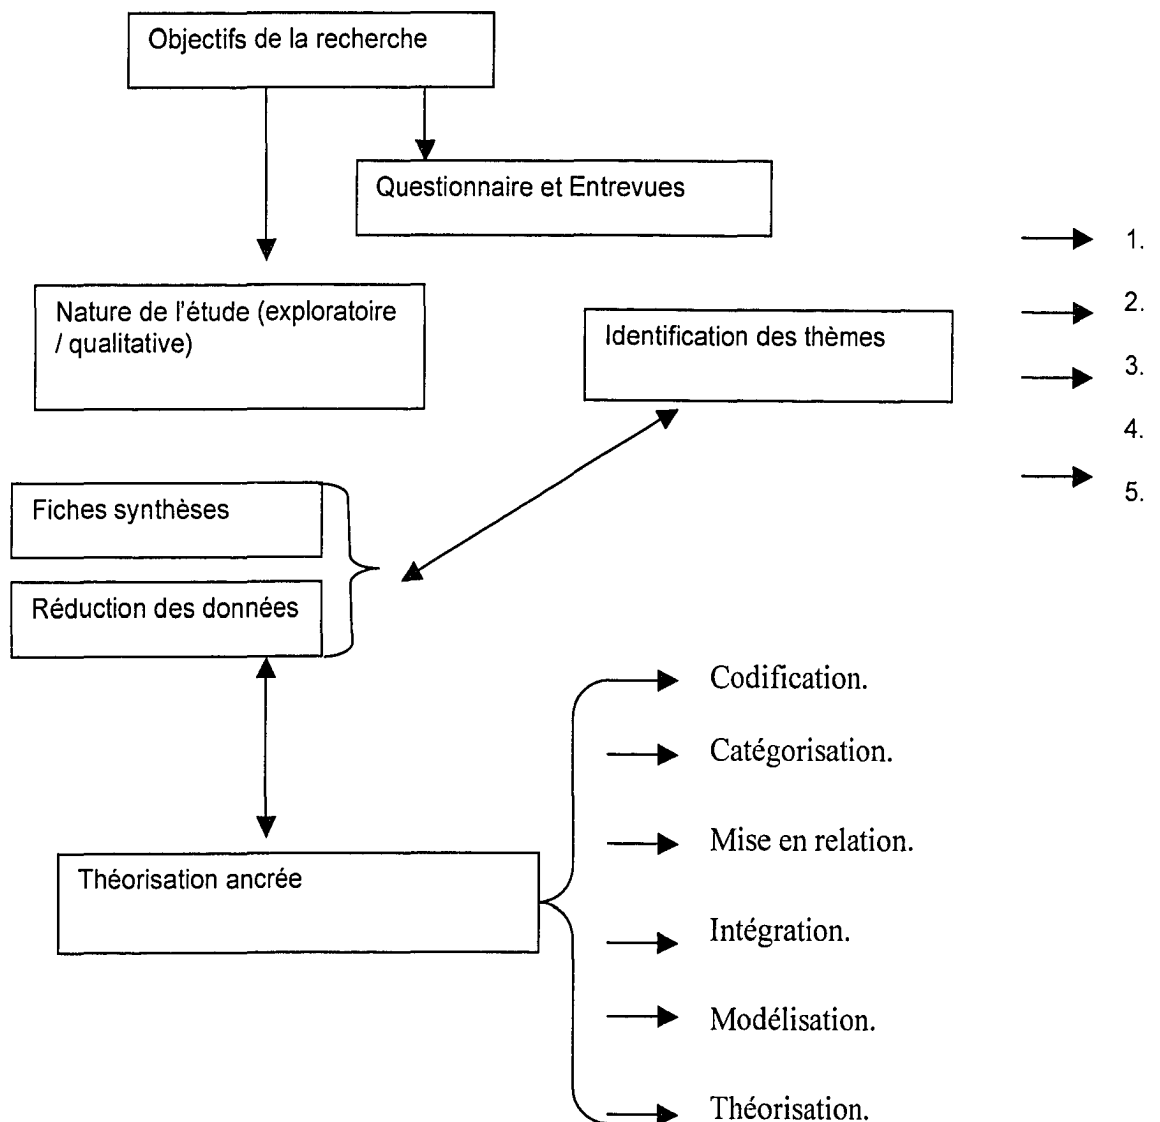 Objectifs de la recherche
Questionnaire et Entrevues
Nature de l'étude (exploratoire
/ qualitative)
Identification des thèmes
1.
2.
3.
4.
5.
Fiches synthèses
Réduction des données
Théorisation ancrée
Codification.
Catégorisation.
Mise en relation.
Intégration.
Modélisation.
Théorisation.